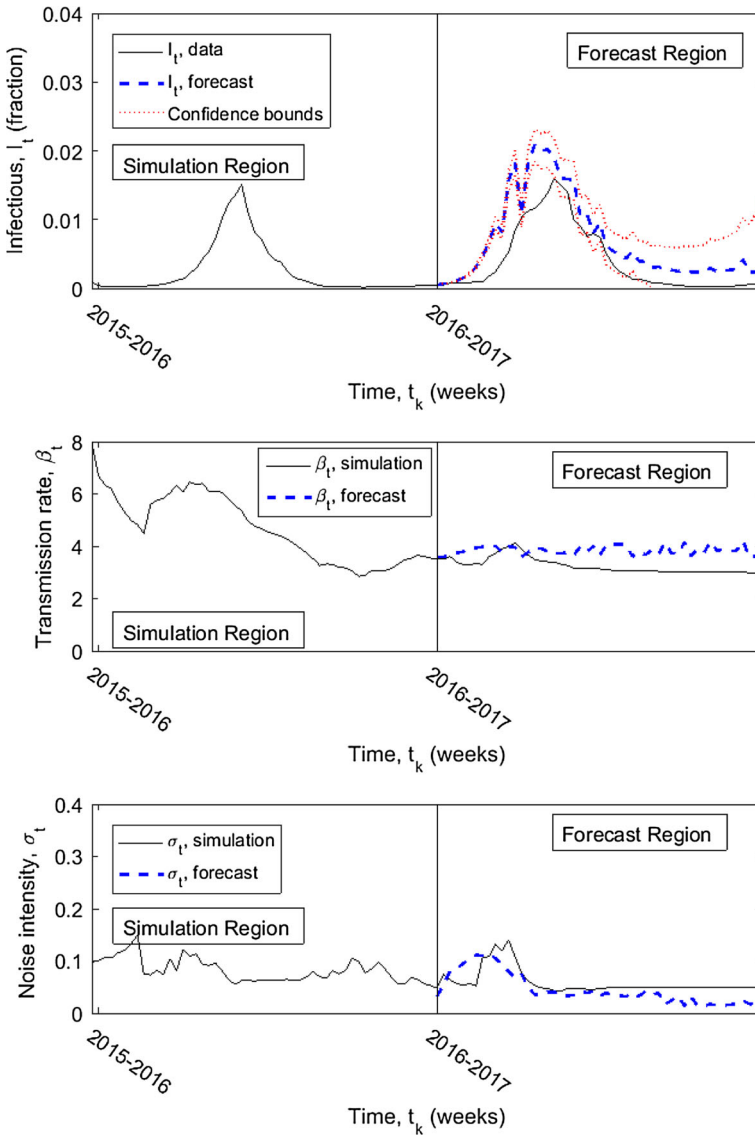 0.04
0.03
0.02
0.01
0
Infectious, I_t (fraction)
I_t, data
I_t, forecast
Confidence bounds
Simulation Region
Forecast Region
2015-2016
2016-2017
Time, t_k (weeks)
8
6
4
2
0
Transmission rate, β_t
β_t, simulation
β_t, forecast
Forecast Region
Simulation Region
2015-2016
2016-2017
Time, t_k (weeks)
0.4
0.3
0.2
0.1
0
Noise intensity, σ_t
σ_t, simulation
σ_t, forecast
Simulation Region
Forecast Region
2015-2016
2016-2017
Time, t_k (weeks)